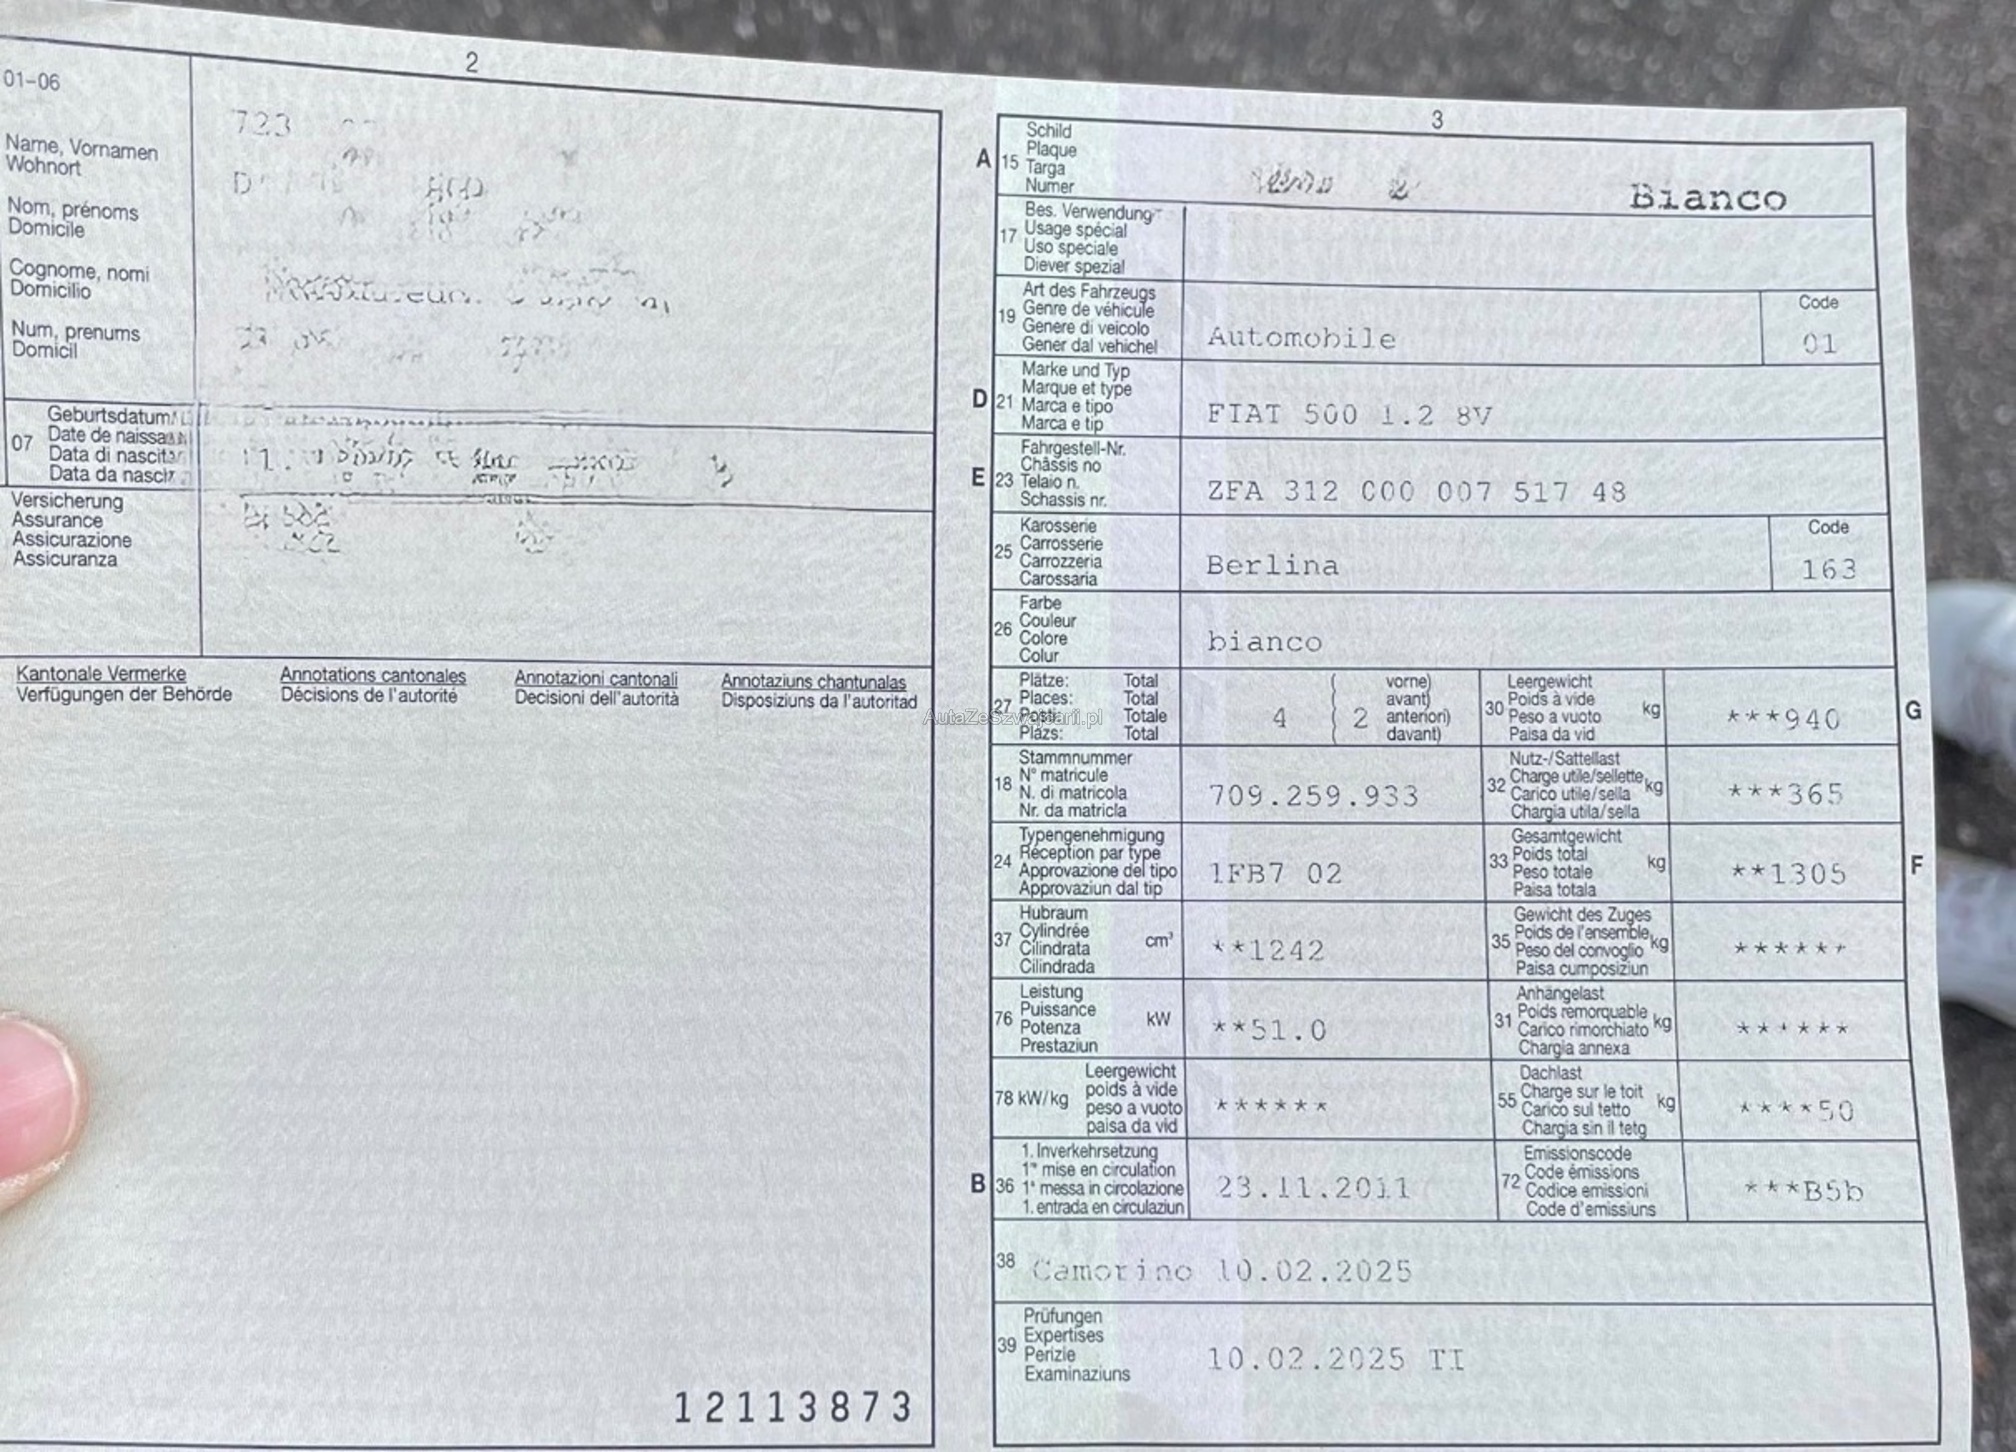 2
01-06
Name, Vornamen
Wohnort
Nom, prénoms
Domicile
Cognome, nomi
Domicilio
Num, prenums
Domicil
723
07
Geburtsdatum
Date de naissa
Data di nascita
Data da nasci
Versicherung
Assurance
Assicurazione
Assicuranza
Kantonale Vermerke Annotations cantonales Annotazioni cantonali Annotaziuns chantunalas
Verfügungen der Behörde Décisions de l'autorité Decisioni dell'autorità Disposiziuns da l'autoritad
12113873
3
A 15 Schild
Plaque
Targa
Numer
Bianco
17 Bes. Verwendung
Usage spécial
Uso speciale
Diever spezial
19 Art des Fahrzeugs
Genre de véhicule
Genere di veicolo
Gener dal vehichel
Automobile
Code
01
D 21 Marke und Typ
Marque et type
Marca e tipo
Marca e tip
FIAT 500 1.2 8V
E 23 Fahrgestell-Nr.
Châssis no
Telaio n.
Schassis nr.
ZFA 312 000 007 517 48
25 Karosserie
Carrosserie
Carrozzeria
Carossaria
Berlina
Code
163
26 Farbe
Couleur
Colore
Colur
bianco
27 Plätze: Total
Places: Total
Posti: Totale
Plazs: Total
4 ( 2 vorne)
avant)
anteriori)
davant)
30 Leergewicht
Poids à vide
Peso a vuoto
Paisa da vid
kg
***940
G
AutaZeSzwajcarii.pl
18 Stammnummer
N° matricule
N. di matricola
Nr. da matricla
709.259.933
32 Nutz-/Sattellast
Charge utile/sellette
Carico utile/sella
Chargia utila/sella
kg
***365
24 Typengenehmigung
Réception par type
Approvazione del tipo
Approvaziun dal tip
1FB7 02
33 Gesamtgewicht
Poids total
Peso totale
Paisa totala
kg
**1305
F
37 Hubraum
Cylindrée
Cilindrata
Cilindrada
cm³
**1242
35 Gewicht des Zuges
Poids de l'ensemble
Peso del convoglio
Paisa cumposiziun
kg
******
76 Leistung
Puissance
Potenza
Prestaziun
kW
**51.0
31 Anhängelast
Poids remorquable
Carico rimorchiato
Chargia annexa
kg
******
78 kW/kg Leergewicht
poids à vide
peso a vuoto
paisa da vid
******
55 Dachlast
Charge sur le toit
Carico sul tetto
Chargia sin il tetg
kg
****50
B 36 1. Inverkehrsetzung
1re mise en circulation
1a messa in circolazione
1. entrada en circulaziun
23.11.2011
72 Emissionscode
Code émissions
Codice emissioni
Code d'emissiuns
***B5b
38 Camorino 10.02.2025
39 Prüfungen
Expertises
Perizie
Examinaziuns
10.02.2025 TI